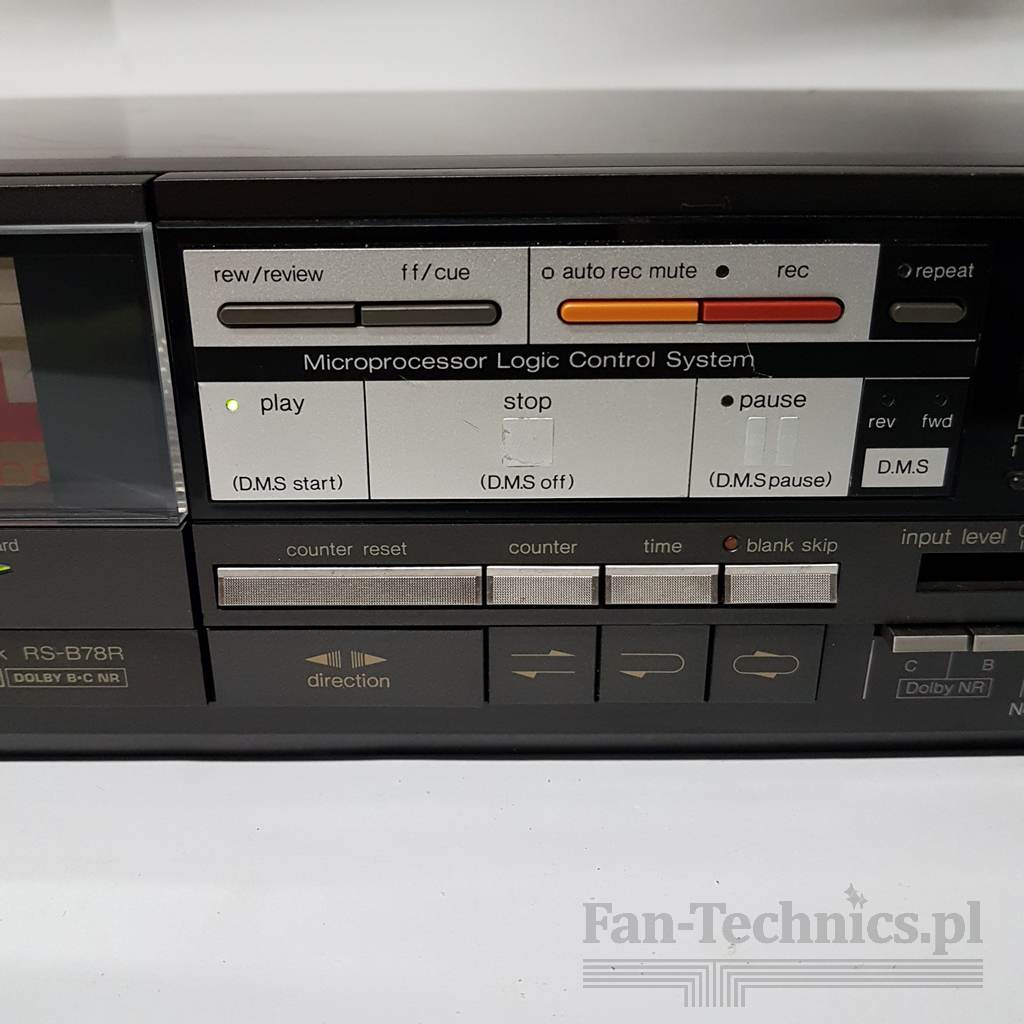 rew/review ff/cue auto rec mute rec repeat
Microprocessor Logic Control System
play stop pause rev fwd
(D.M.S start) (D.M.S off) (D.M.S pause) D.M.S
counter reset counter time blank skip input level
RS-B78R
DOLBY B·C NR
direction
C B
Dolby NR
Fan-Technics.pl